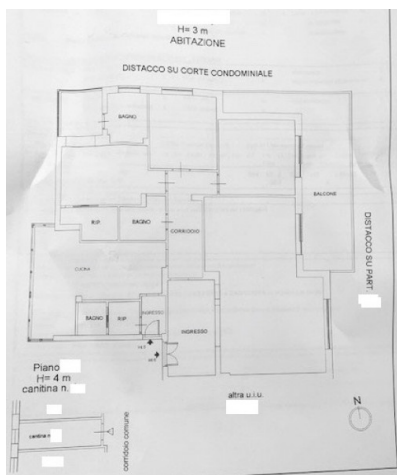 H= 3 m
ABITAZIONE
DISTACCO SU CORTE CONDOMINIALE
BAGNO
BALCONE
RIP.
BAGNO
CORRIDOIO
DISTACCO SU PART.
CUCINA
BAGNO
RIP.
INGRESSO
INGRESSO
Piano
H= 4 m
canitina n.
altra u.i.u.
N
cantina n
corridoio comune